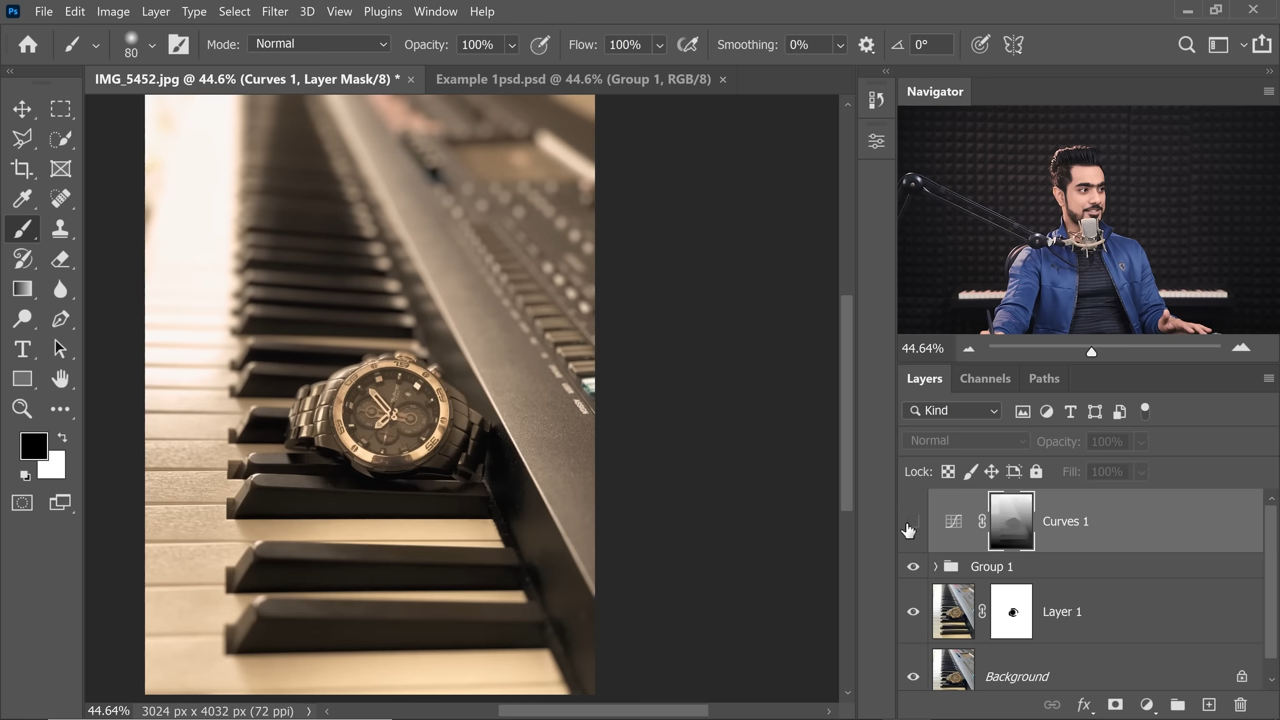 Ps File Edit Image Layer Type Select Filter 3D View Plugins Window Help
80 Mode: Normal Opacity: 100% Flow: 100% Smoothing: 0% 0°
IMG_5452.jpg @ 44.6% (Curves 1, Layer Mask/8) * × Example 1psd.psd @ 44.6% (Group 1, RGB/8) ×
Navigator
44.64%
Layers Channels Paths
Kind
Normal Opacity: 100%
Lock: Fill: 100%
Curves 1
Group 1
Layer 1
Background
44.64% 3024 px x 4032 px (72 ppi)